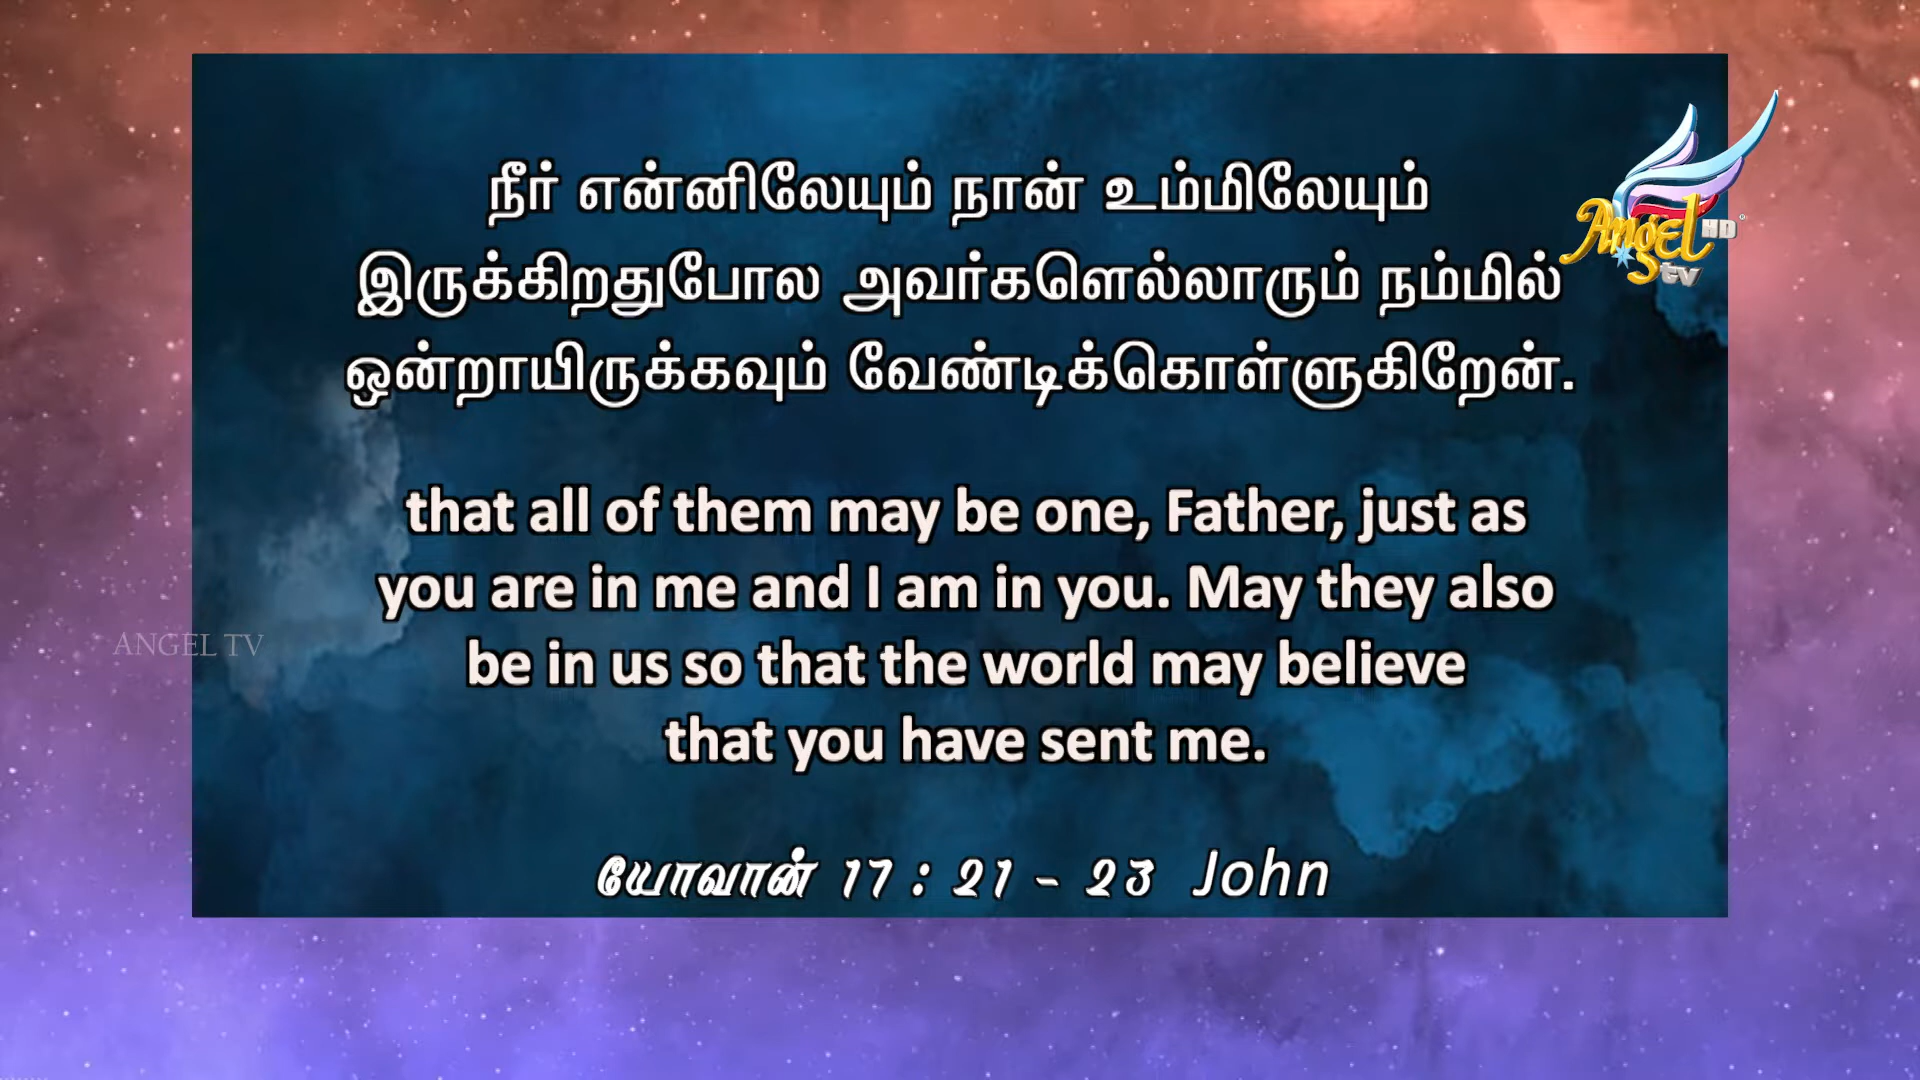 நீர் என்னிலேயும் நான் உம்மிலேயும்
இருக்கிறதுபோல அவர்களெல்லாரும் நம்மில்
ஒன்றாயிருக்கவும் வேண்டிக்கொள்ளுகிறேன்.
that all of them may be one, Father, just as
you are in me and I am in you. May they also
be in us so that the world may believe
that you have sent me.
யோவான் 17 : 21 - 23 John
Angel HD
tv
ANGEL TV